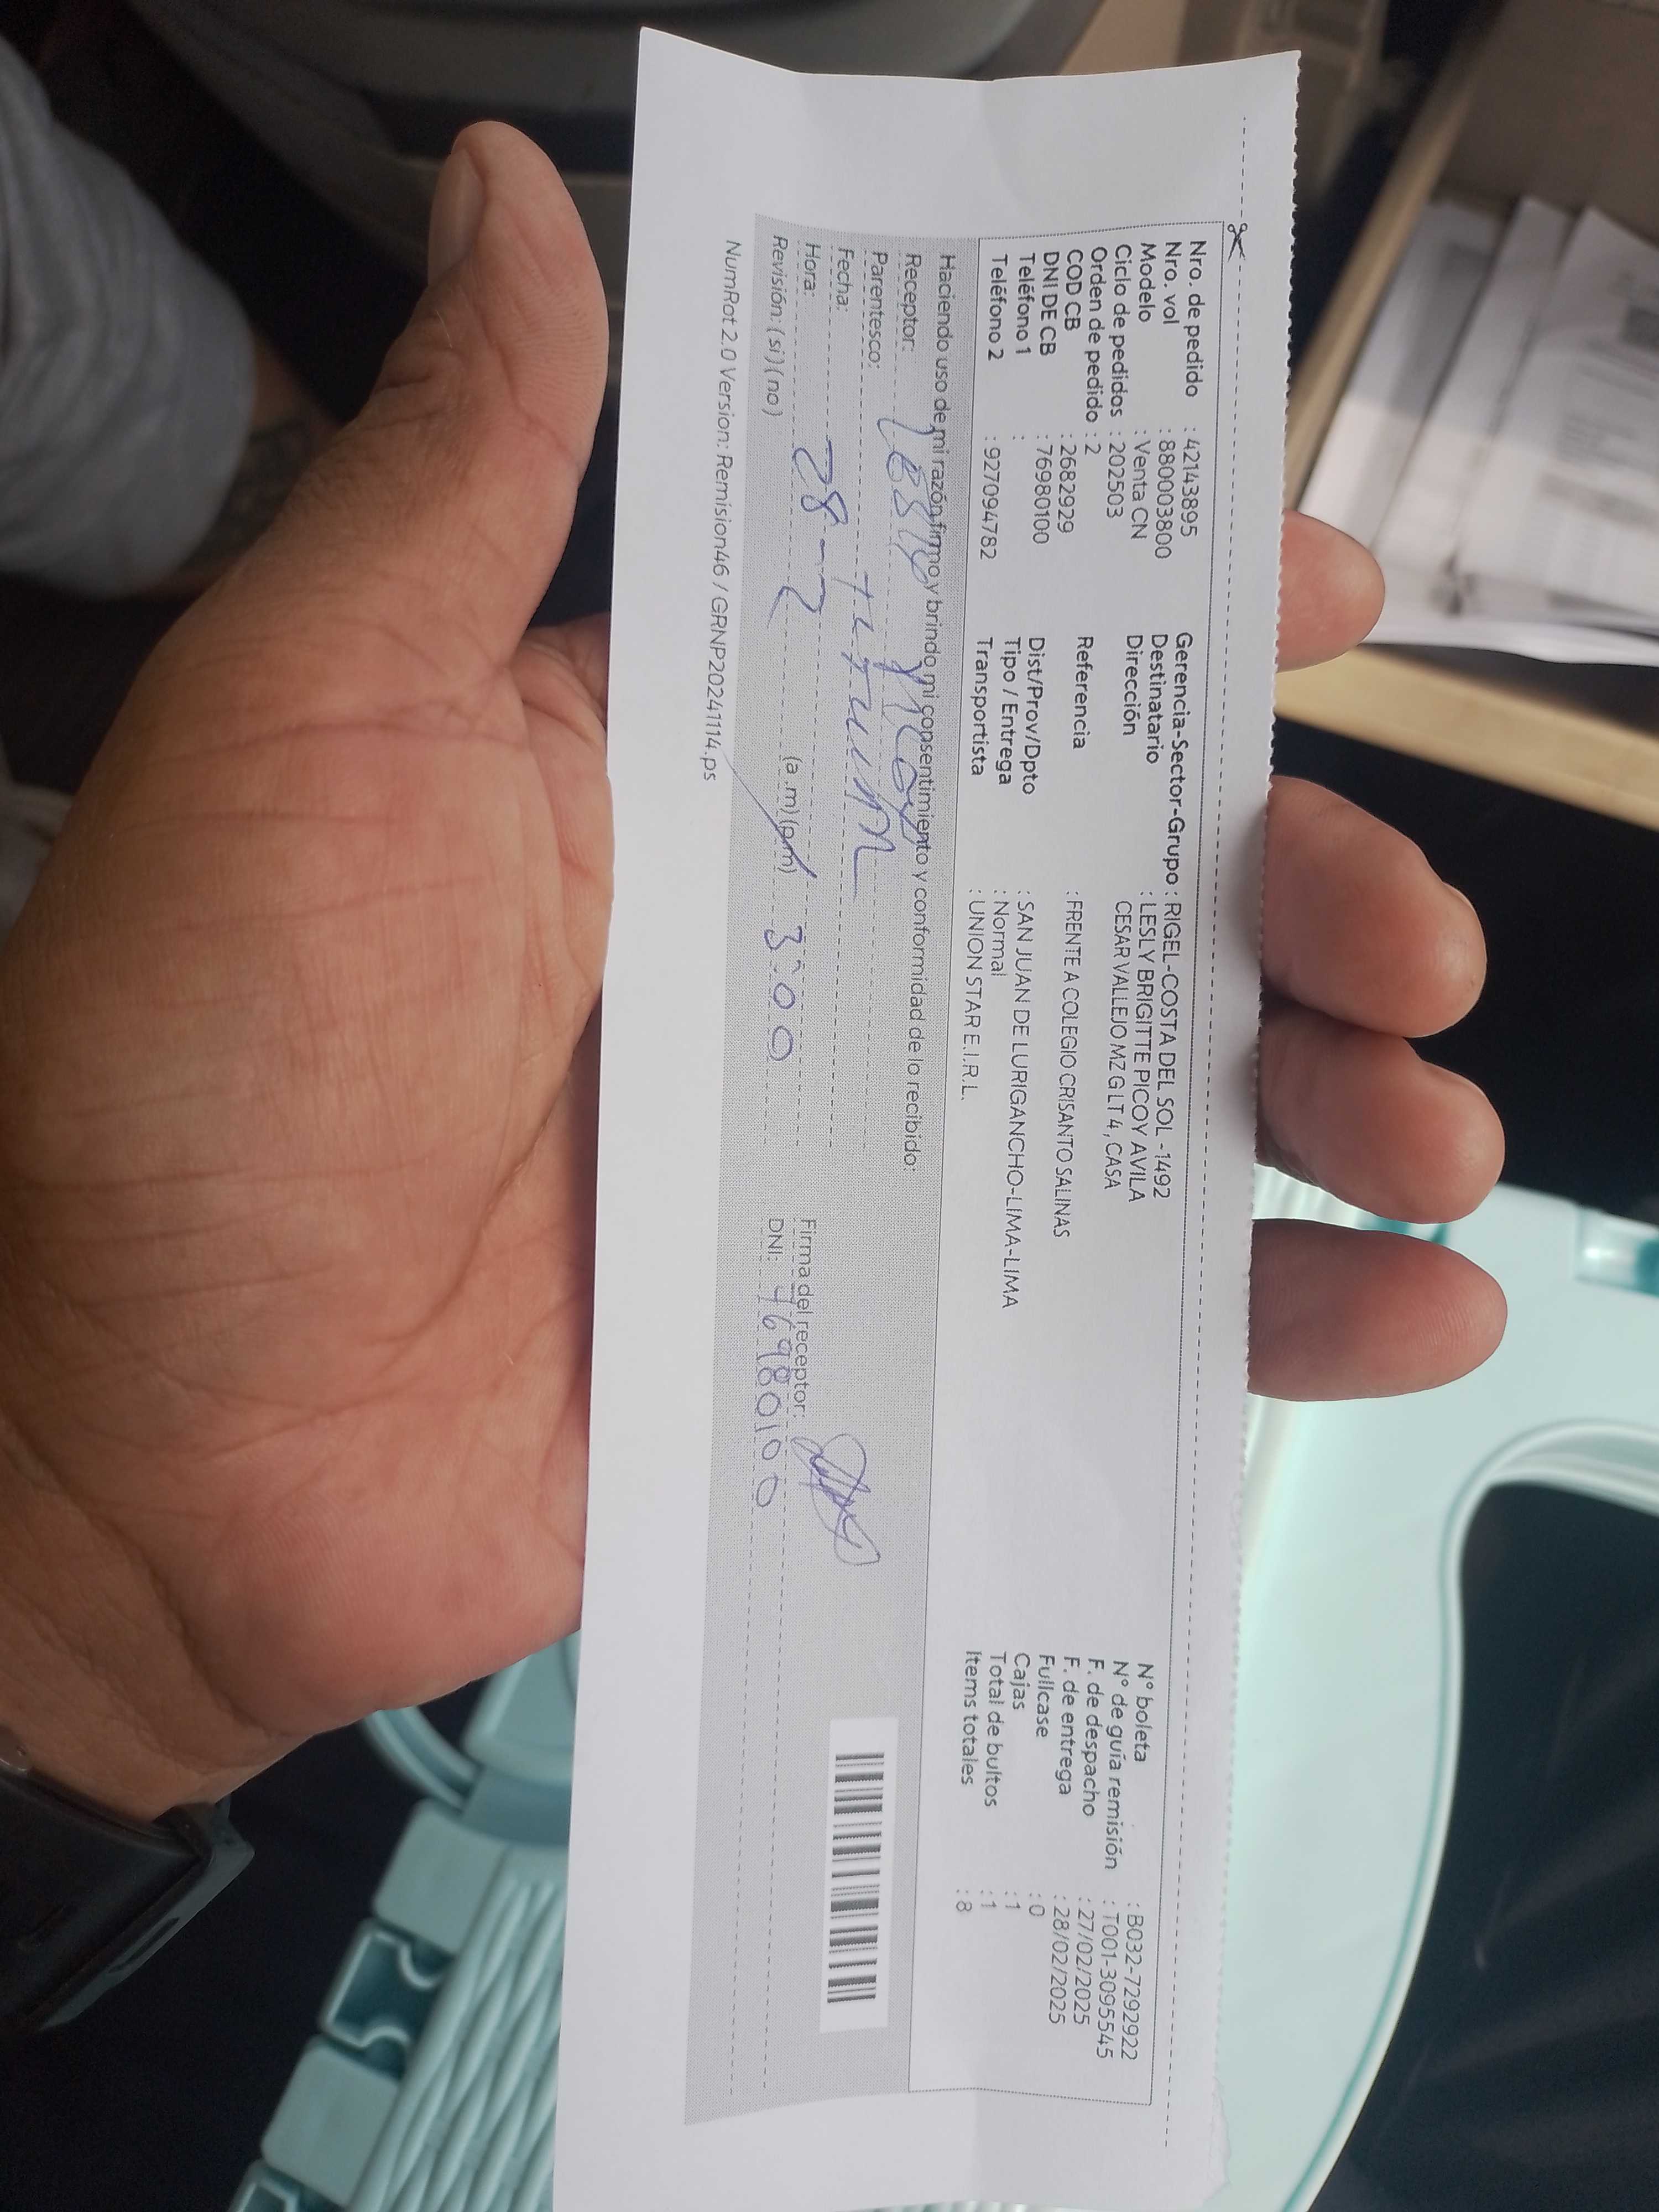 Nro. de pedido : 42143895
Nro. vol : 8800003800
Modelo : Venta CN
Ciclo de pedidos : 202503
Orden de pedido : 2
COD CB : 2682929
DNI DE CB : 76980100
Teléfono 1 :
Teléfono 2 : 927094782
Gerencia-Sector-Grupo : RIGEL-COSTA DEL SOL -1492
Destinatario : LESLY BRIGITTE PICOY AVILA
Dirección CESAR VALLEJO MZ G LT 4, CASA
Referencia : FRENTE A COLEGIO CRISANTO SALINAS
Dist/Prov/Dpto : SAN JUAN DE LURIGANCHO-LIMA-LIMA
Tipo / Entrega : Normal
Transportista : UNION STAR E.I.R.L.
N° boleta : B032-7292922
N° de guía remisión : T001-3095545
F. de despacho : 27/02/2025
F. de entrega : 28/02/2025
Fullcase : 0
Cajas : 1
Total de bultos : 1
Items totales : 8
Haciendo uso de mi razón firmo y brindo mi consentimiento y conformidad de lo recibido:
Receptor: Picoy
Parentesco:
Fecha: 28-2
Hora: (a.m) (p.m) 3:00
Revisión: (si) (no)
Firma del receptor:
DNI: 46980100
NumRot 2.0 Version: Remision46 / GRNP20241114.ps